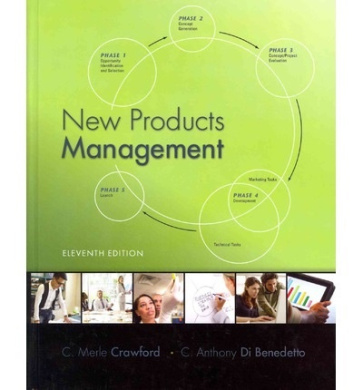 PHASE 2
Concept
Generation
PHASE 1
Opportunity
Identification
and Selection
PHASE 3
Concept/Project
Evaluation
New Products
Management
Marketing Tasks
PHASE 5
Launch
PHASE 4
Development
Technical Tasks
ELEVENTH EDITION
C. Merle Crawford • C. Anthony Di Benedetto